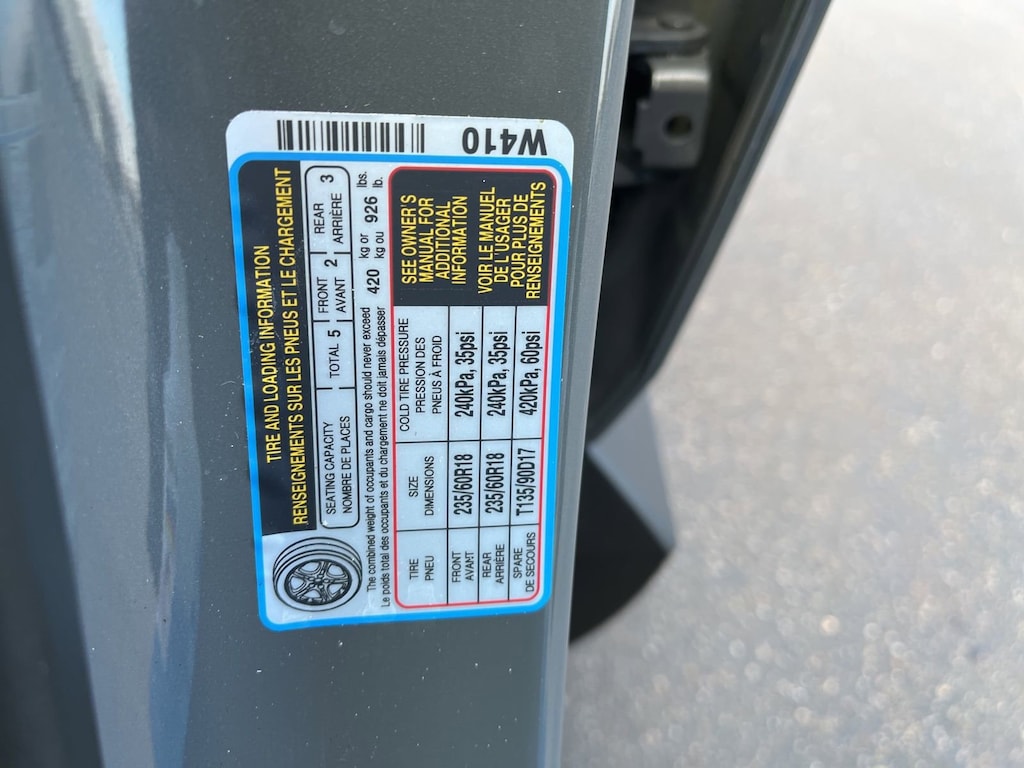 W410
TIRE AND LOADING INFORMATION
RENSEIGNEMENTS SUR LES PNEUS ET LE CHARGEMENT
SEATING CAPACITY TOTAL 5 FRONT 2 REAR 3
NOMBRE DE PLACES AVANT ARRIÈRE
The combined weight of occupants and cargo should never exceed 420 kg or 926 lbs.
Le poids total des occupants et du chargement ne doit jamais dépasser kg ou lb.
TIRE SIZE COLD TIRE PRESSURE
PNEU DIMENSIONS PRESSION DES
PNEUS À FROID
FRONT 235/60R18 240kPa, 35psi
AVANT
REAR 235/60R18 240kPa, 35psi
ARRIÈRE
SPARE T135/90D17 420kPa, 60psi
DE SECOURS
SEE OWNER'S
MANUAL FOR
ADDITIONAL
INFORMATION
VOIR LE MANUEL
DE L'USAGER
POUR PLUS DE
RENSEIGNEMENTS